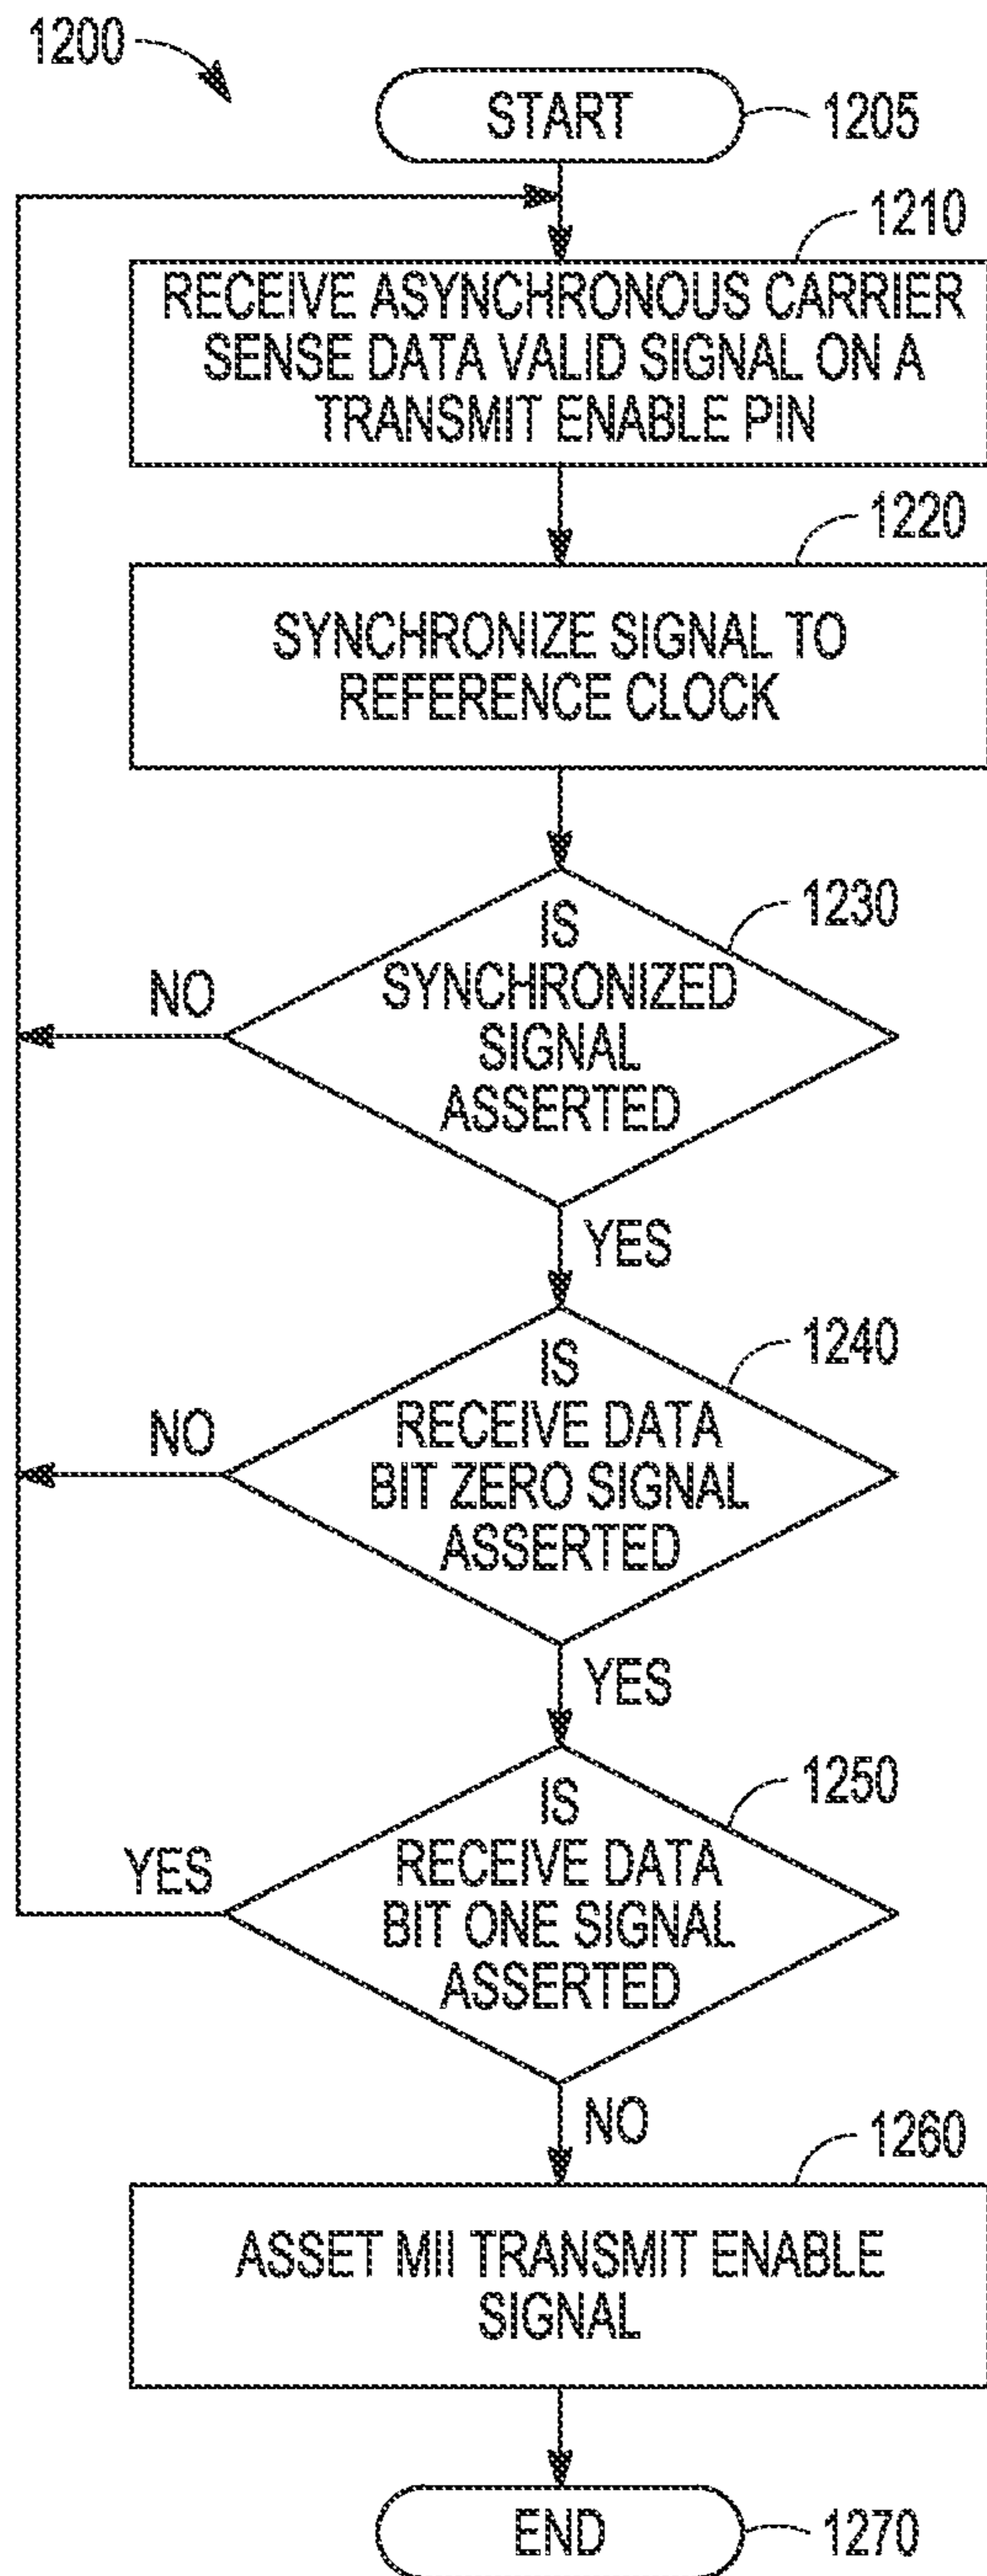 1200
START
1205
1210
RECEIVE ASYNCHRONOUS CARRIER
SENSE DATA VALID SIGNAL ON A
TRANSMIT ENABLE PIN
1220
SYNCHRONIZE SIGNAL TO
REFERENCE CLOCK
1230
IS
SYNCHRONIZED
SIGNAL
ASSERTED
NO
YES
1240
IS
RECEIVE DATA
BIT ZERO SIGNAL
ASSERTED
NO
YES
1250
IS
RECEIVE DATA
BIT ONE SIGNAL
ASSERTED
YES
NO
1260
ASSET MII TRANSMIT ENABLE
SIGNAL
END
1270